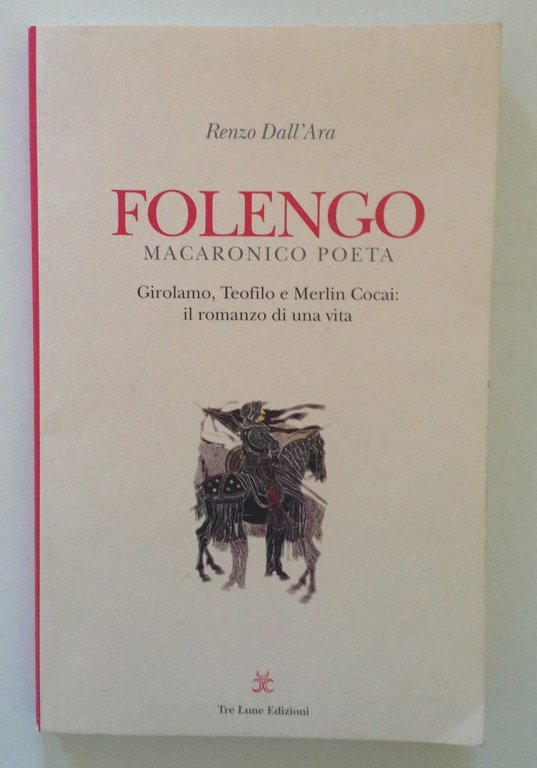 Renzo Dall'Ara
FOLENGO
MACARONICO POETA
Girolamo, Teofilo e Merlin Cocai:
il romanzo di una vita
Tre Lune Edizioni